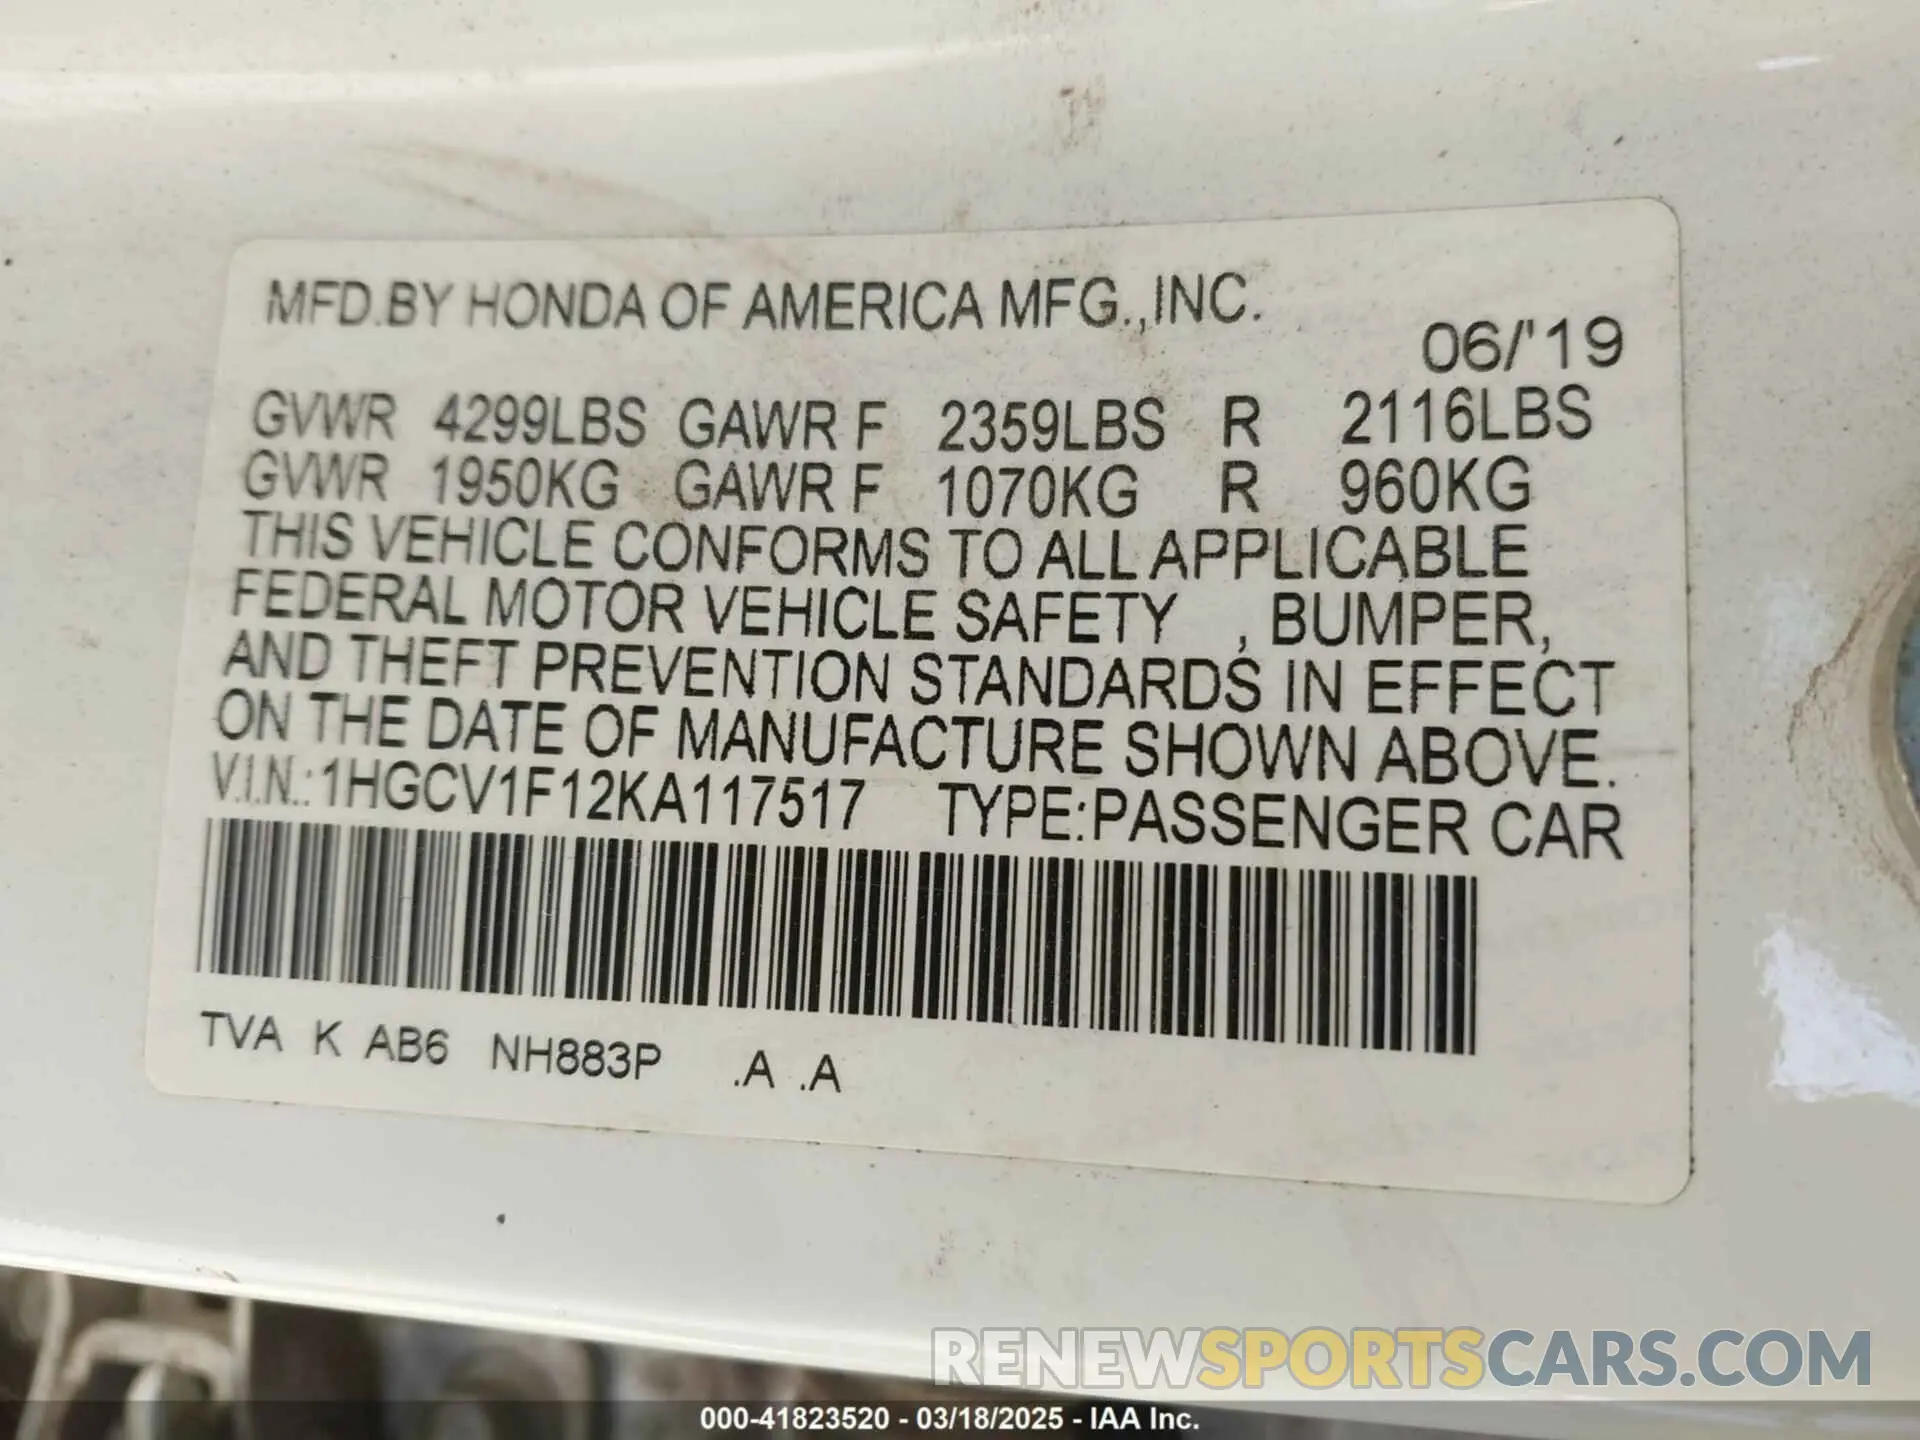 MFD.BY HONDA OF AMERICA MFG.,INC.
06/'19
GVWR 4299LBS GAWR F 2359LBS R 2116LBS
GVWR 1950KG GAWR F 1070KG R 960KG
THIS VEHICLE CONFORMS TO ALL APPLICABLE
FEDERAL MOTOR VEHICLE SAFETY , BUMPER,
AND THEFT PREVENTION STANDARDS IN EFFECT
ON THE DATE OF MANUFACTURE SHOWN ABOVE.
V.I.N.:1HGCV1F12KA117517 TYPE:PASSENGER CAR
TVA K AB6 NH883P .A .A
RENEWSPORTSCARS.COM
000-41823520 - 03/18/2025 - IAA Inc.